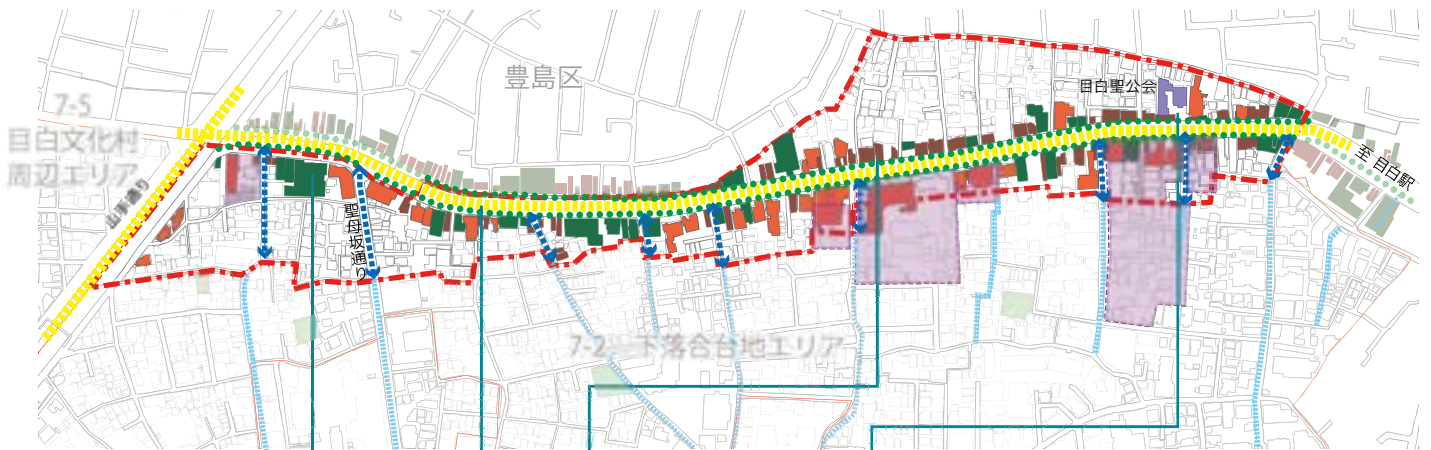 豊島区
目白聖公会
7-5
目白文化村
周辺エリア
山手通り
聖母坂通り
至 目白駅
7-2 下落合台地エリア